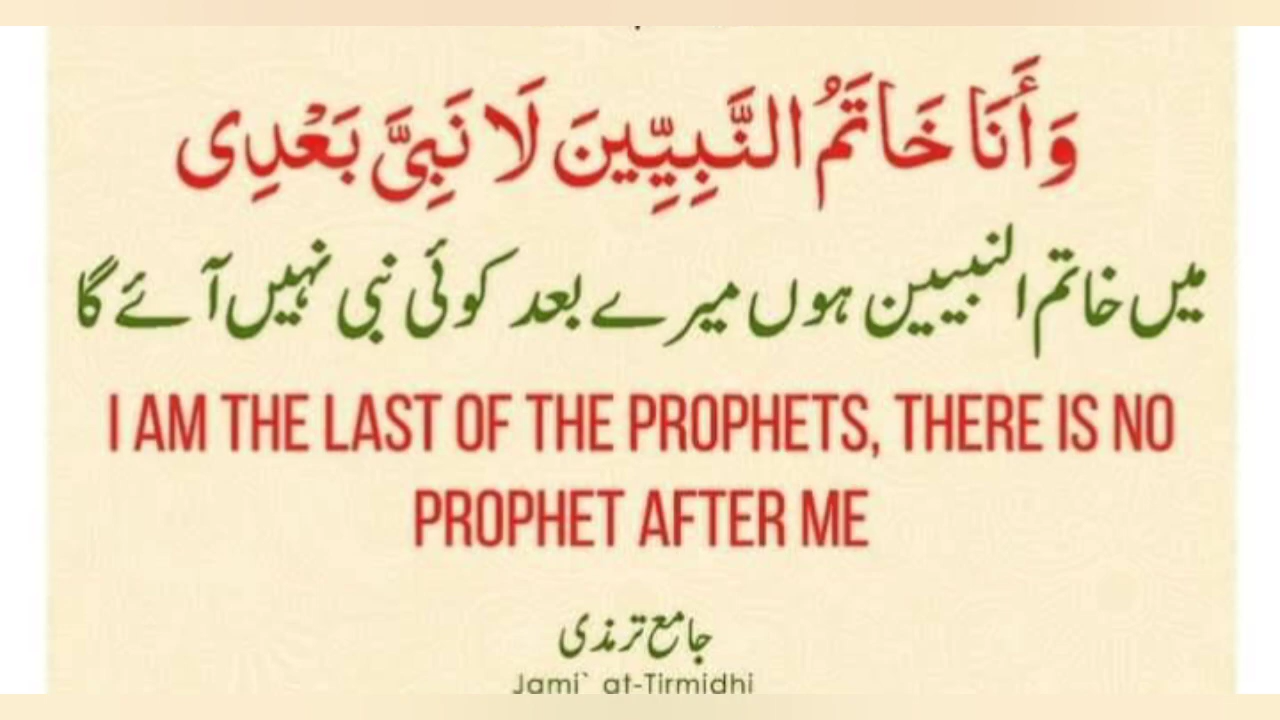 وَأَنَا خَاتَمُ النَّبِيِّينَ لَا نَبِىَّ بَعْدِى
میں خاتم النبیین ہوں میرے بعد کوئی نبی نہیں آئے گا
I AM THE LAST OF THE PROPHETS, THERE IS NO
PROPHET AFTER ME
جامع ترمذی
Jami` at-Tirmidhi